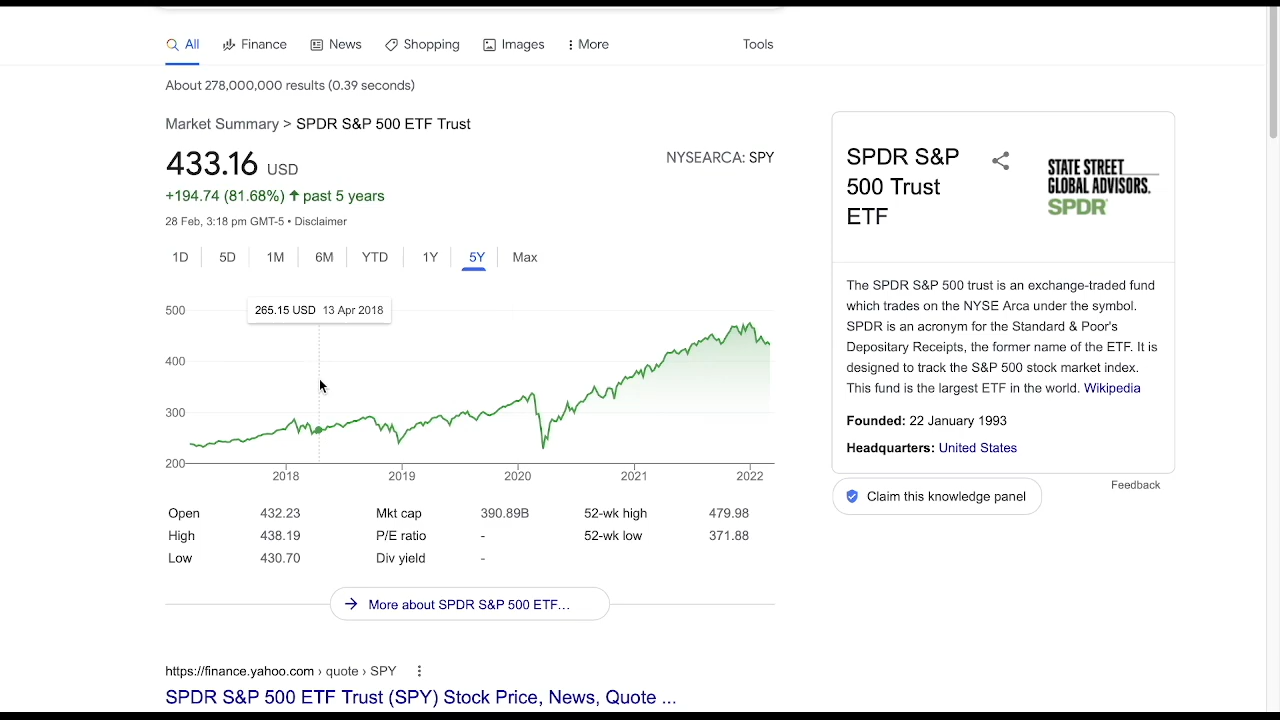 All Finance News Shopping Images More Tools
About 278,000,000 results (0.39 seconds)
Market Summary > SPDR S&P 500 ETF Trust
433.16 USD
NYSEARCA: SPY
+194.74 (81.68%) ↑ past 5 years
28 Feb, 3:18 pm GMT-5 • Disclaimer
1D 5D 1M 6M YTD 1Y 5Y Max
265.15 USD 13 Apr 2018
500
400
300
200
2018 2019 2020 2021 2022
Open 432.23 Mkt cap 390.89B 52-wk high 479.98
High 438.19 P/E ratio - 52-wk low 371.88
Low 430.70 Div yield -
More about SPDR S&P 500 ETF…
https://finance.yahoo.com › quote › SPY
SPDR S&P 500 ETF Trust (SPY) Stock Price, News, Quote ...
SPDR S&P
500 Trust
ETF
STATE STREET
GLOBAL ADVISORS.
SPDR
The SPDR S&P 500 trust is an exchange-traded fund
which trades on the NYSE Arca under the symbol.
SPDR is an acronym for the Standard & Poor's
Depositary Receipts, the former name of the ETF. It is
designed to track the S&P 500 stock market index.
This fund is the largest ETF in the world. Wikipedia
Founded: 22 January 1993
Headquarters: United States
Feedback
Claim this knowledge panel